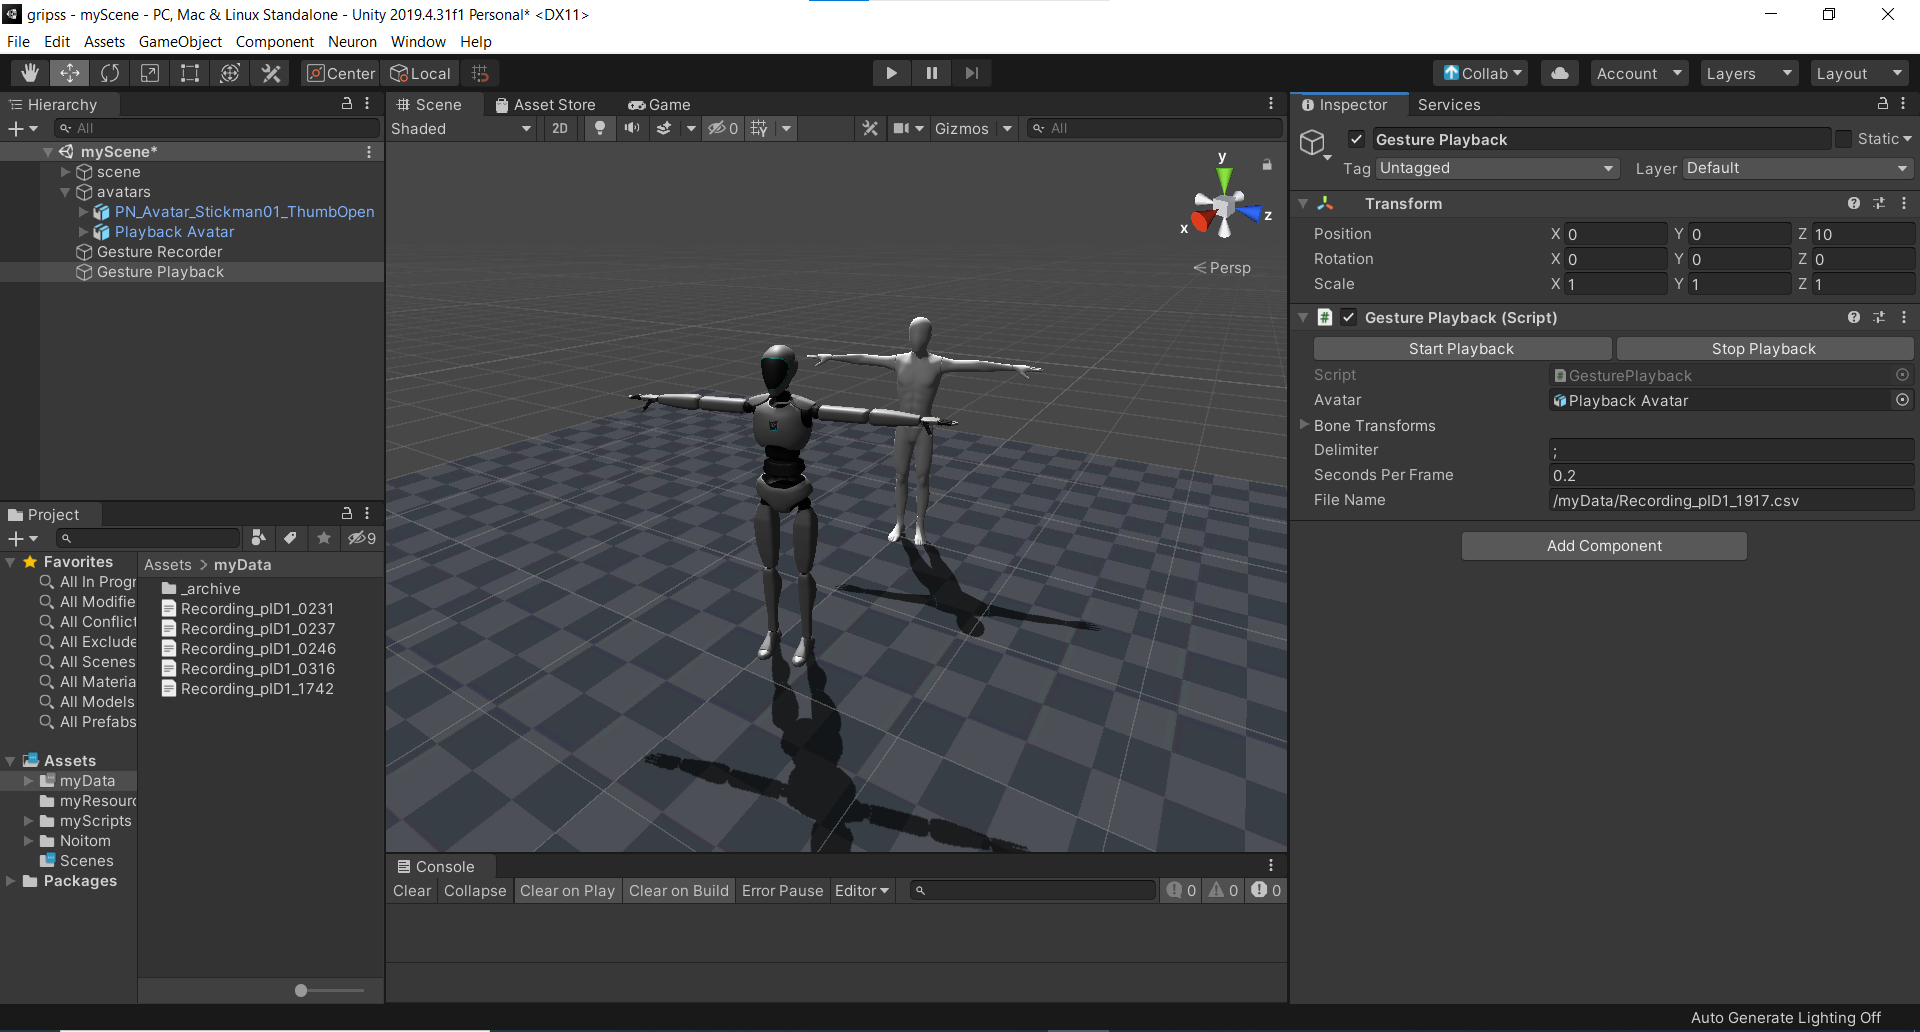 gripss - myScene - PC, Mac & Linux Standalone - Unity 2019.4.31f1 Personal* <DX11>
File Edit Assets GameObject Component Neuron Window Help
Center Local Collab Account Layers Layout
Hierarchy
All
myScene*
scene
avatars
PN_Avatar_Stickman01_ThumbOpen
Playback Avatar
Gesture Recorder
Gesture Playback
Scene Asset Store Game
Shaded 2D 0 Gizmos All
y
x
z
Persp
Project
9
Favorites
All In Progr
All Modifie
All Conflict
All Exclude
All Scenes
All Materia
All Models
All Prefabs
Assets
myData
myResourc
myScripts
Noitom
Scenes
Packages
Assets > myData
_archive
Recording_pID1_0231
Recording_pID1_0237
Recording_pID1_0246
Recording_pID1_0316
Recording_pID1_1742
Console
Clear Collapse Clear on Play Clear on Build Error Pause Editor 0 0 0
Inspector Services
Gesture Playback Static
Tag Untagged Layer Default
Transform
Position X 0 Y 0 Z 10
Rotation X 0 Y 0 Z 0
Scale X 1 Y 1 Z 1
Gesture Playback (Script)
Start Playback Stop Playback
Script GesturePlayback
Avatar Playback Avatar
Bone Transforms
Delimiter ;
Seconds Per Frame 0.2
File Name /myData/Recording_pID1_1917.csv
Add Component
Auto Generate Lighting Off